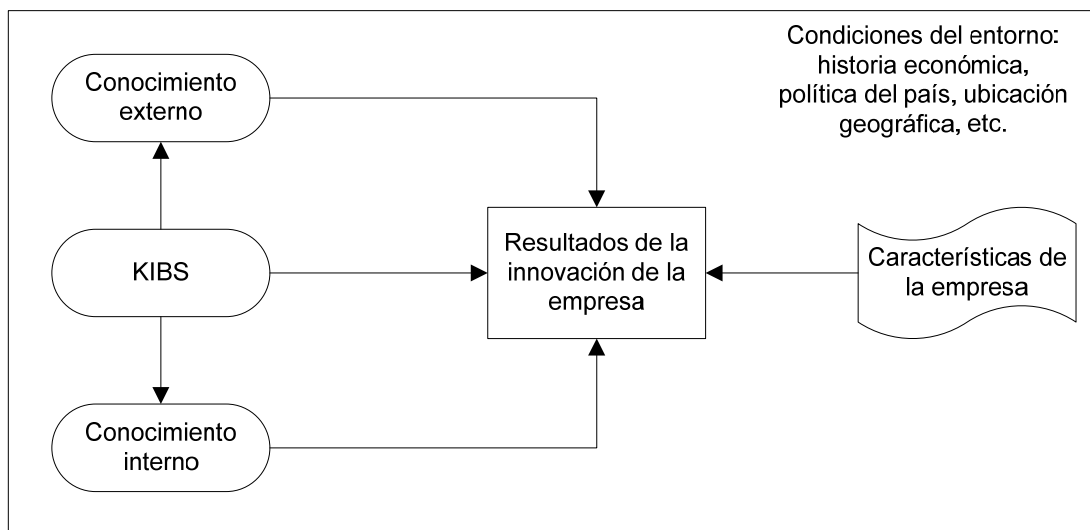 Condiciones del entorno:
historia económica,
política del país, ubicación
geográfica, etc.
Conocimiento
externo
KIBS
Resultados de la
innovación de la
empresa
Características de
la empresa
Conocimiento
interno